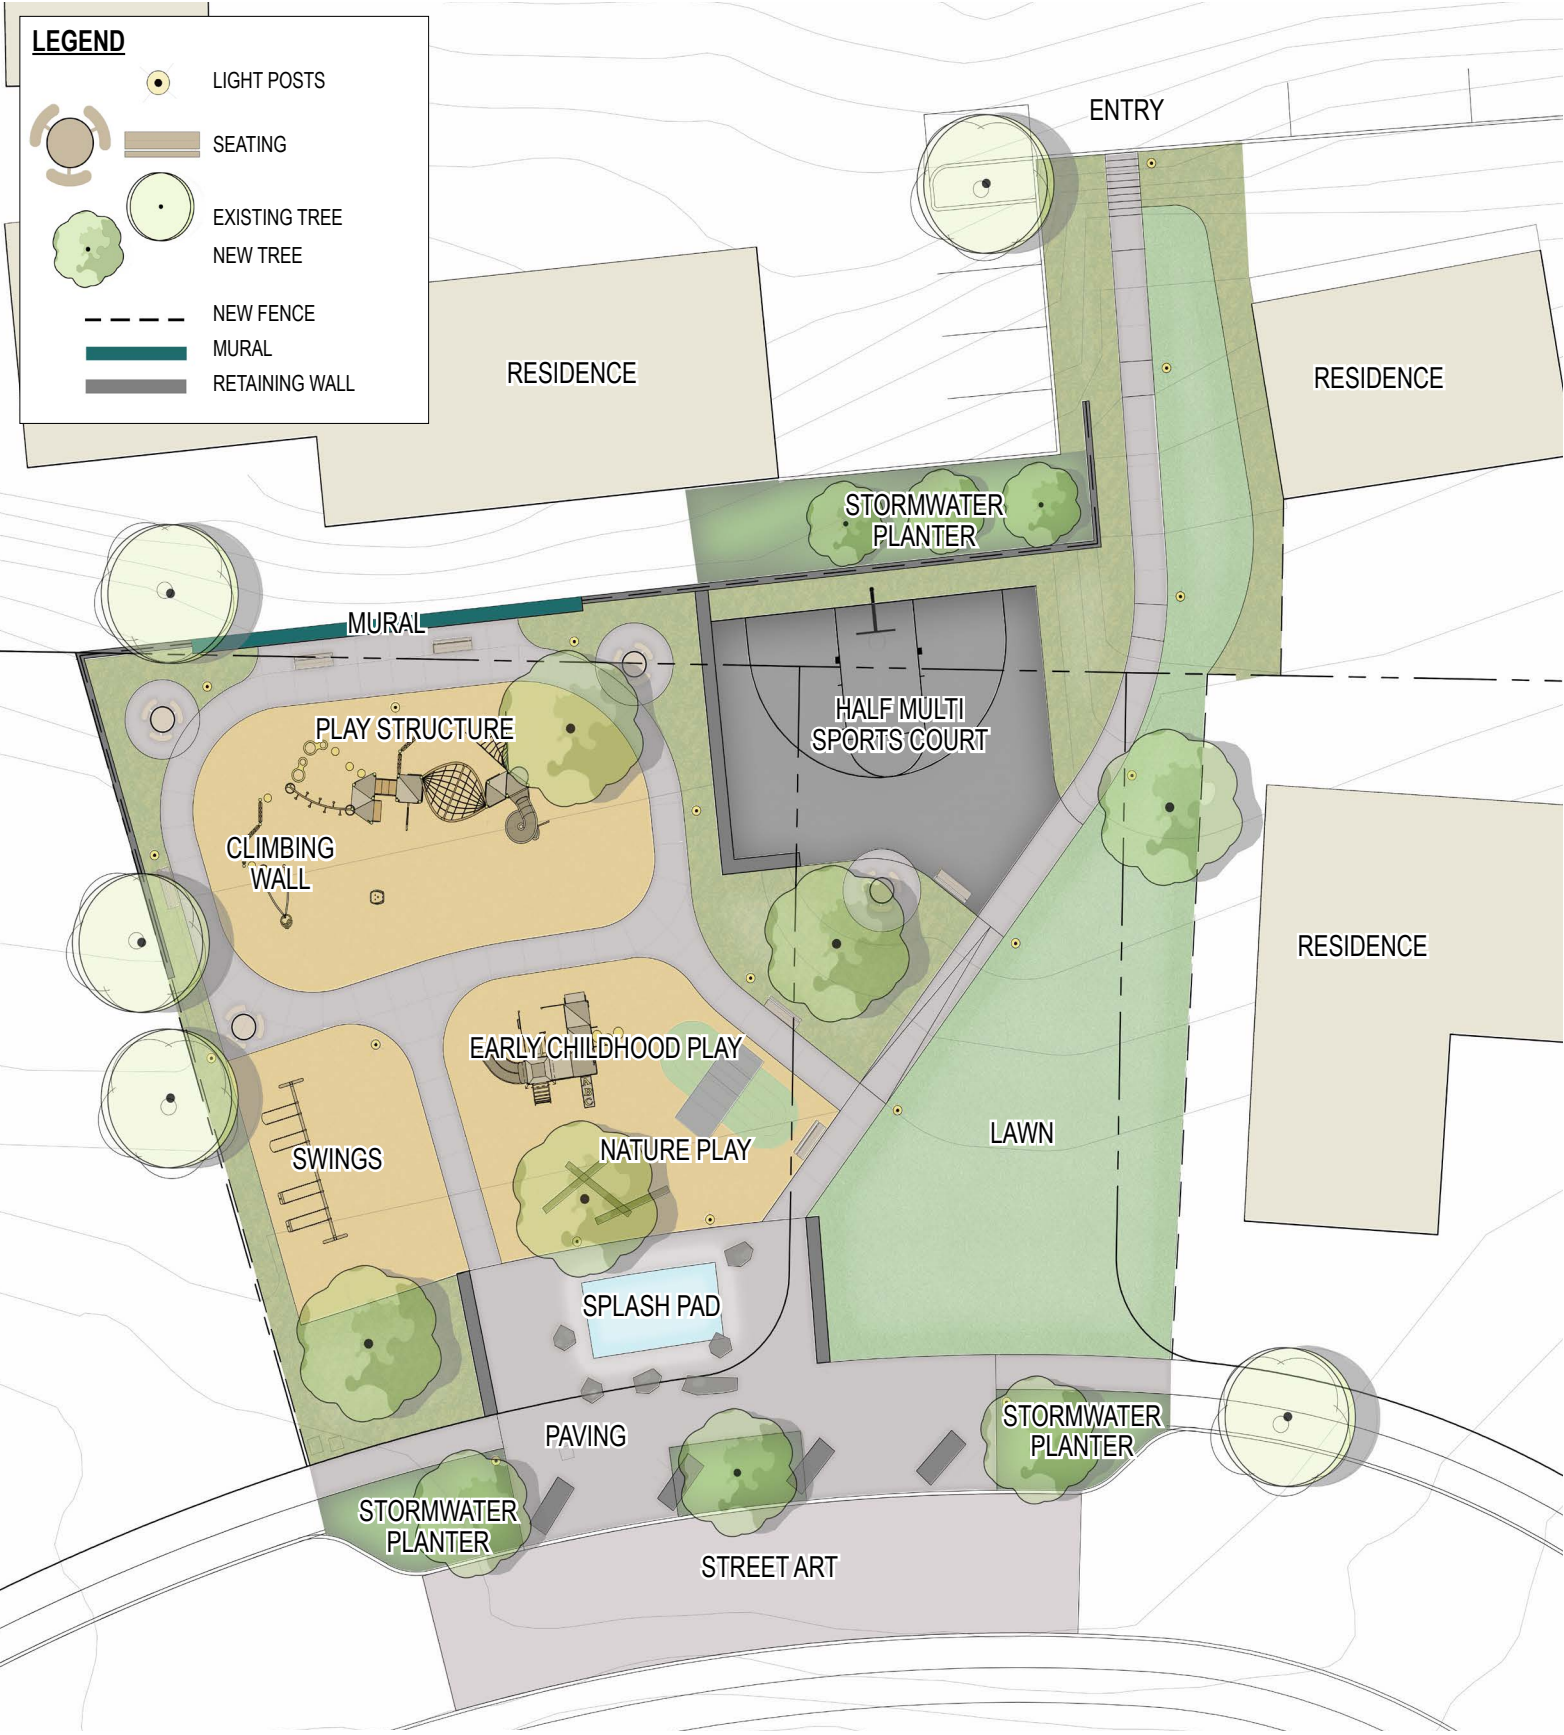 LEGEND
LIGHT POSTS
SEATING
EXISTING TREE
NEW TREE
NEW FENCE
MURAL
RETAINING WALL
ENTRY
RESIDENCE
RESIDENCE
STORMWATER
PLANTER
MURAL
PLAY STRUCTURE
HALF MULTI
SPORTS COURT
CLIMBING
WALL
RESIDENCE
EARLY CHILDHOOD PLAY
LAWN
NATURE PLAY
SWINGS
SPLASH PAD
STORMWATER
PLANTER
PAVING
STORMWATER
PLANTER
STREET ART